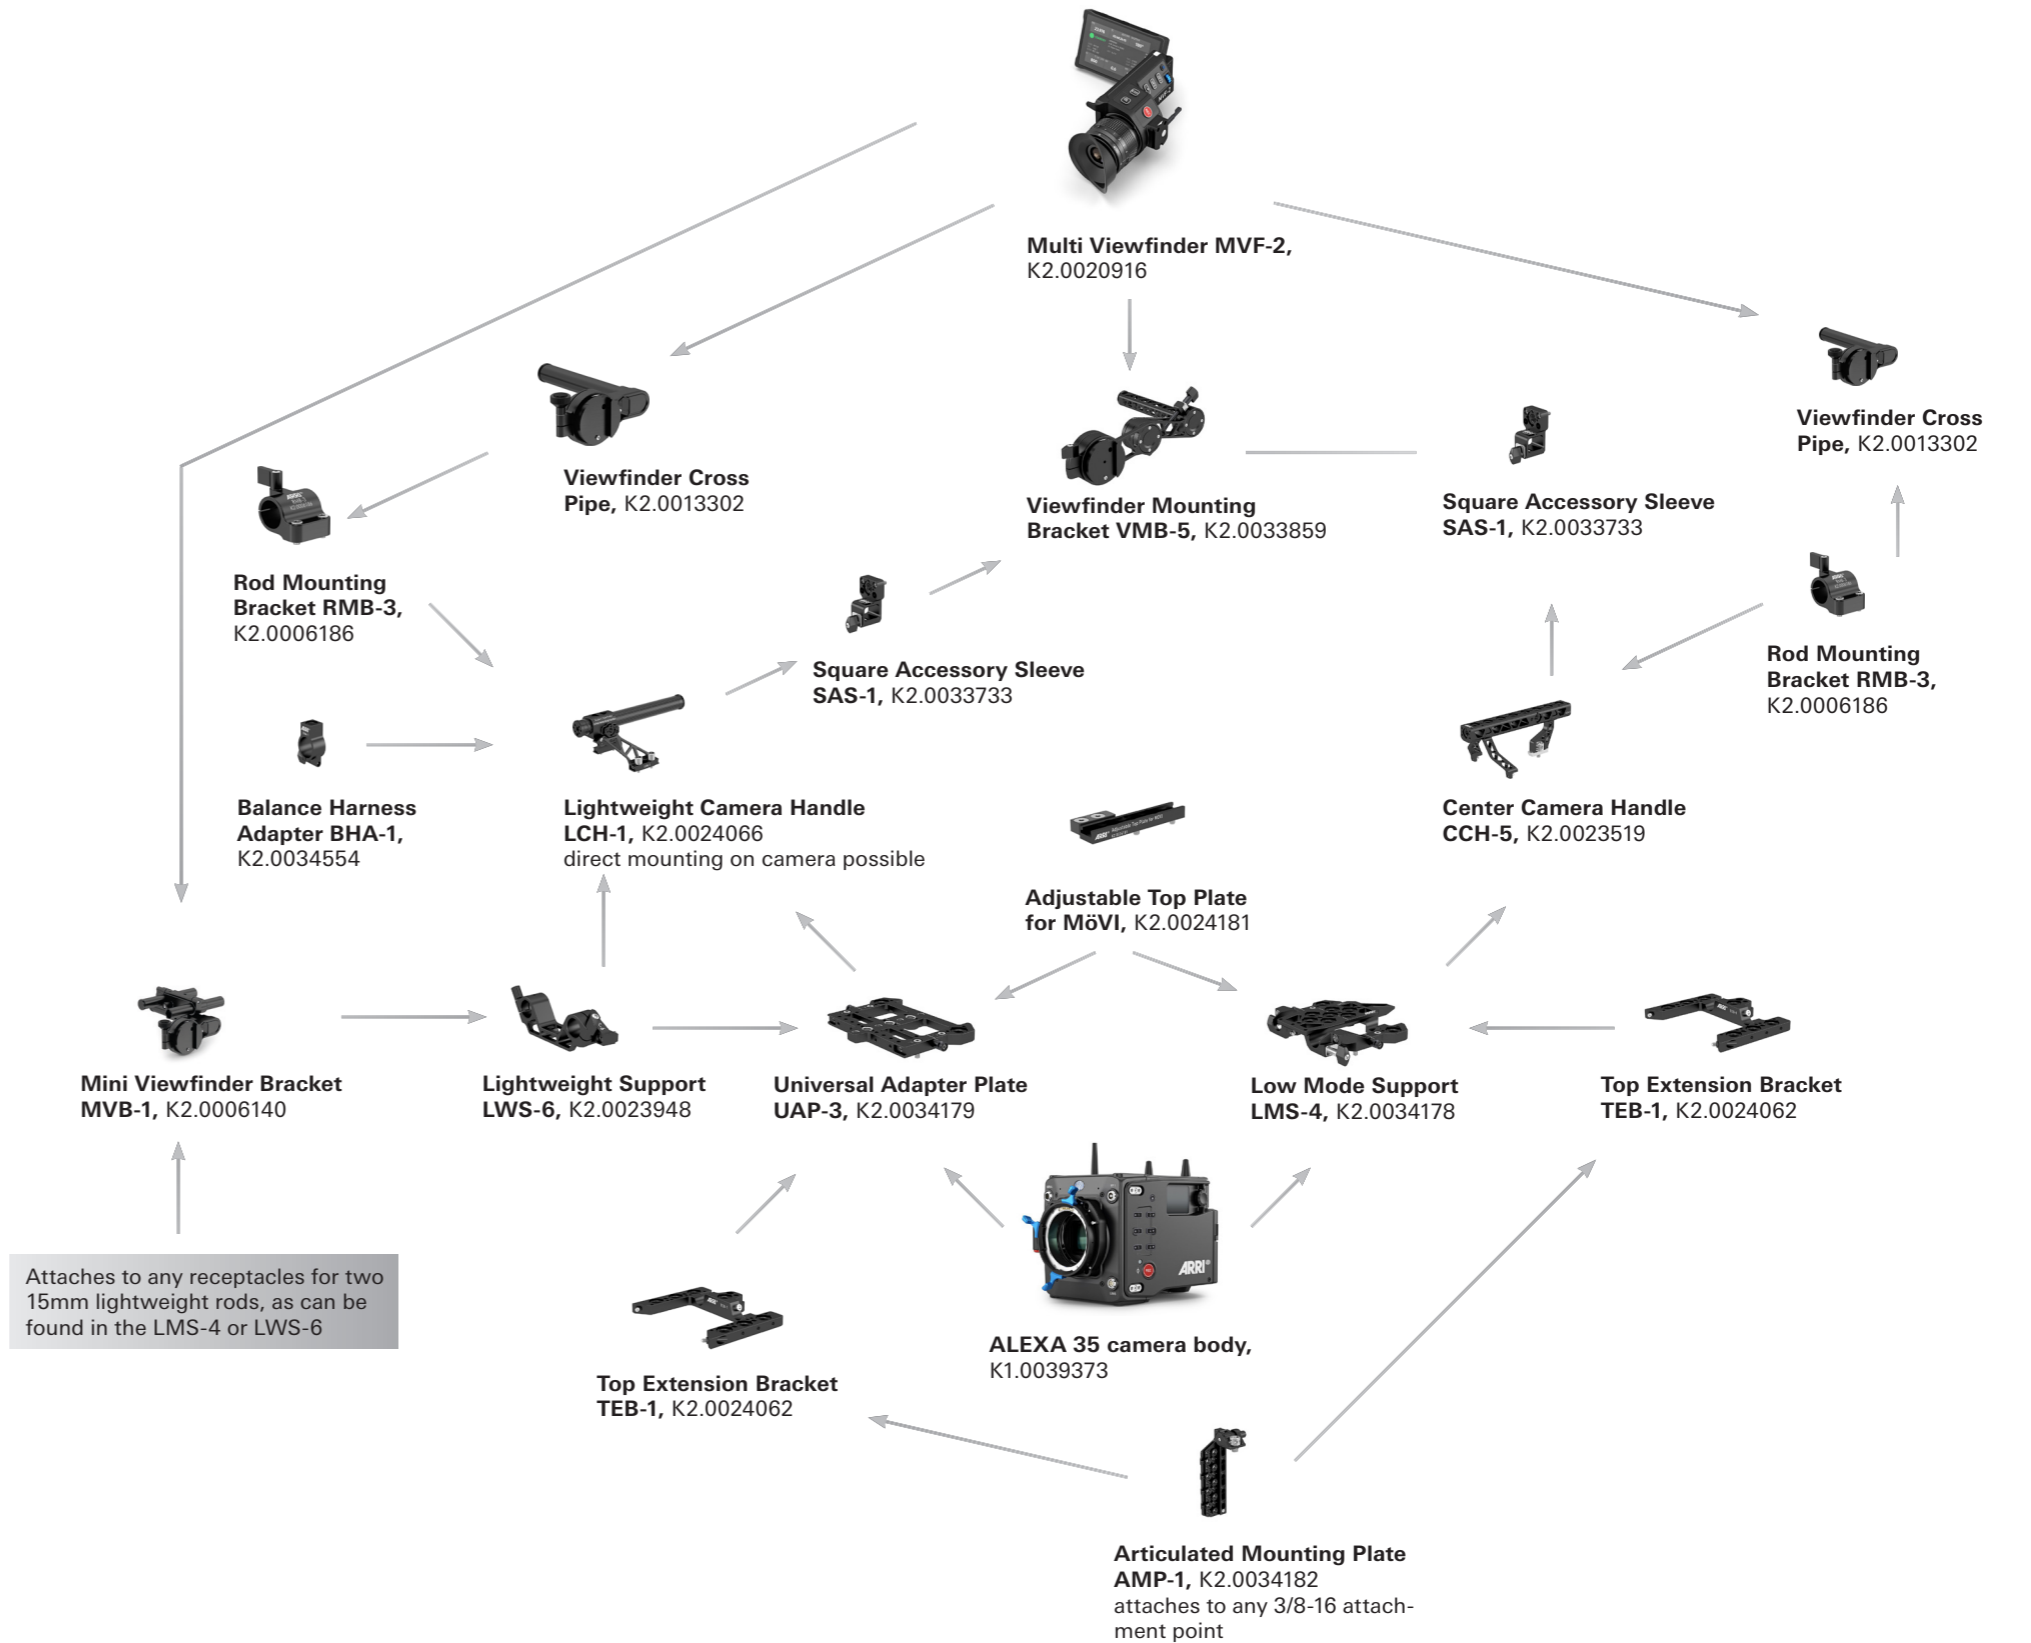 Multi Viewfinder MVF-2,
K2.0020916
Viewfinder Cross
Pipe, K2.0013302
Viewfinder Cross
Pipe, K2.0013302
Viewfinder Mounting
Bracket VMB-5, K2.0033859
Square Accessory Sleeve
SAS-1, K2.0033733
Rod Mounting
Bracket RMB-3,
K2.0006186
Square Accessory Sleeve
SAS-1, K2.0033733
Rod Mounting
Bracket RMB-3,
K2.0006186
Balance Harness
Adapter BHA-1,
K2.0034554
Lightweight Camera Handle
LCH-1, K2.0024066
direct mounting on camera possible
Center Camera Handle
CCH-5, K2.0023519
Adjustable Top Plate
for MöVI, K2.0024181
Mini Viewfinder Bracket
MVB-1, K2.0006140
Lightweight Support
LWS-6, K2.0023948
Universal Adapter Plate
UAP-3, K2.0034179
Low Mode Support
LMS-4, K2.0034178
Top Extension Bracket
TEB-1, K2.0024062
Attaches to any receptacles for two
15mm lightweight rods, as can be
found in the LMS-4 or LWS-6
ARRI
ALEXA 35 camera body,
K1.0039373
Top Extension Bracket
TEB-1, K2.0024062
Articulated Mounting Plate
AMP-1, K2.0034182
attaches to any 3/8-16 attach-
ment point